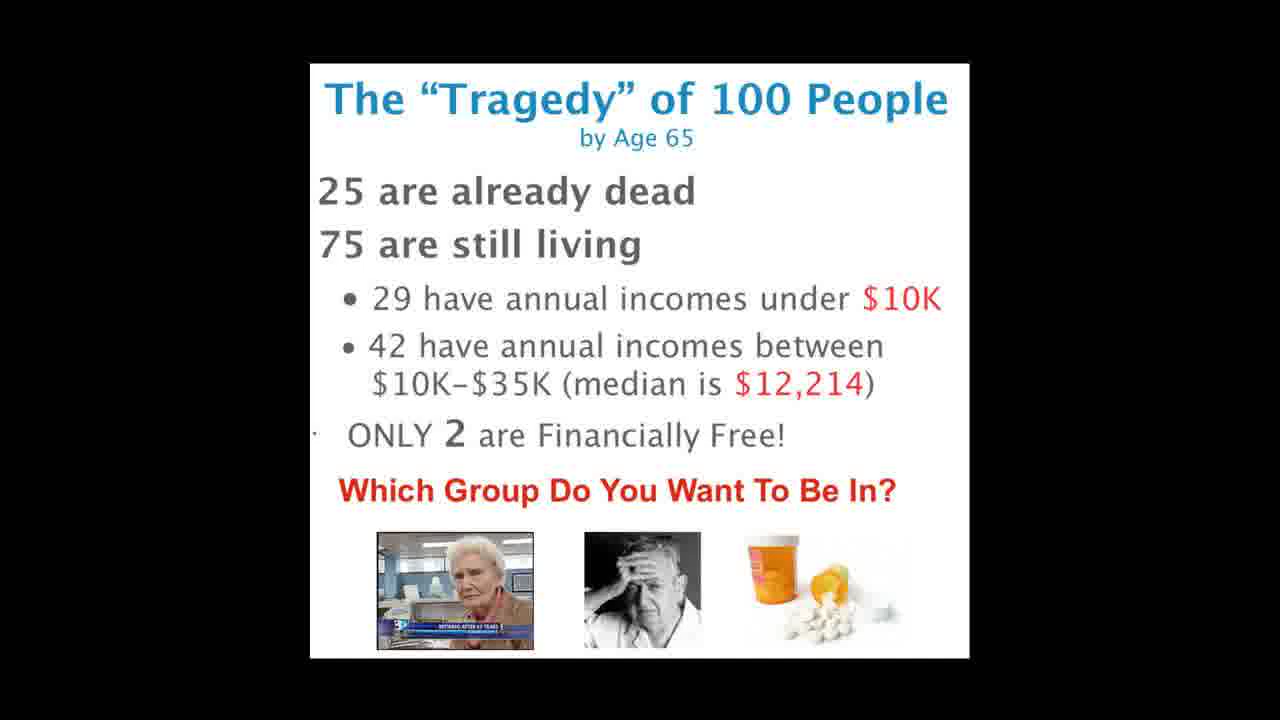 The “Tragedy” of 100 People
by Age 65
25 are already dead
75 are still living
• 29 have annual incomes under $10K
• 42 have annual incomes between
$10K-$35K (median is $12,214)
ONLY 2 are Financially Free!
Which Group Do You Want To Be In?